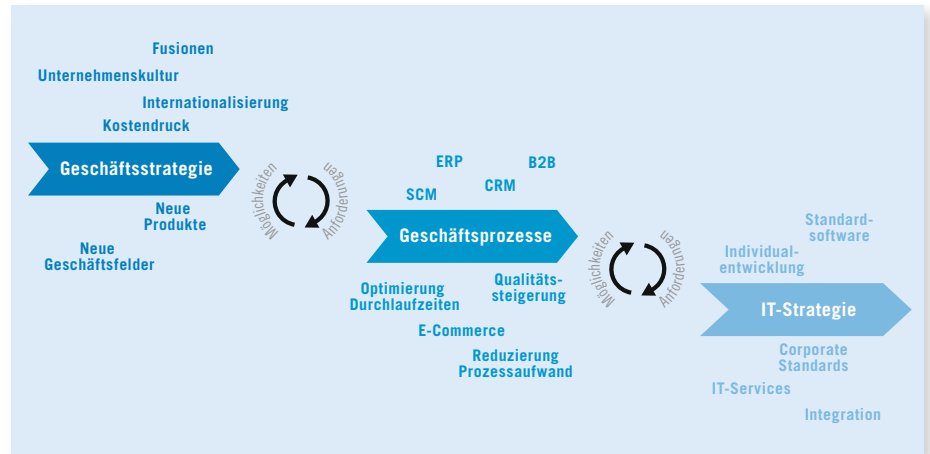 Fusionen
Unternehmenskultur
Internationalisierung
Kostendruck
Geschäftsstrategie
Neue
Produkte
Neue
Geschäftsfelder
Möglichkeiten
Anforderungen
ERP
B2B
CRM
SCM
Geschäftsprozesse
Qualitäts-
steigerung
Optimierung
Durchlaufzeiten
E-Commerce
Reduzierung
Prozessaufwand
Möglichkeiten
Anforderungen
Standard-
software
Individual-
entwicklung
IT-Strategie
Corporate
Standards
IT-Services
Integration